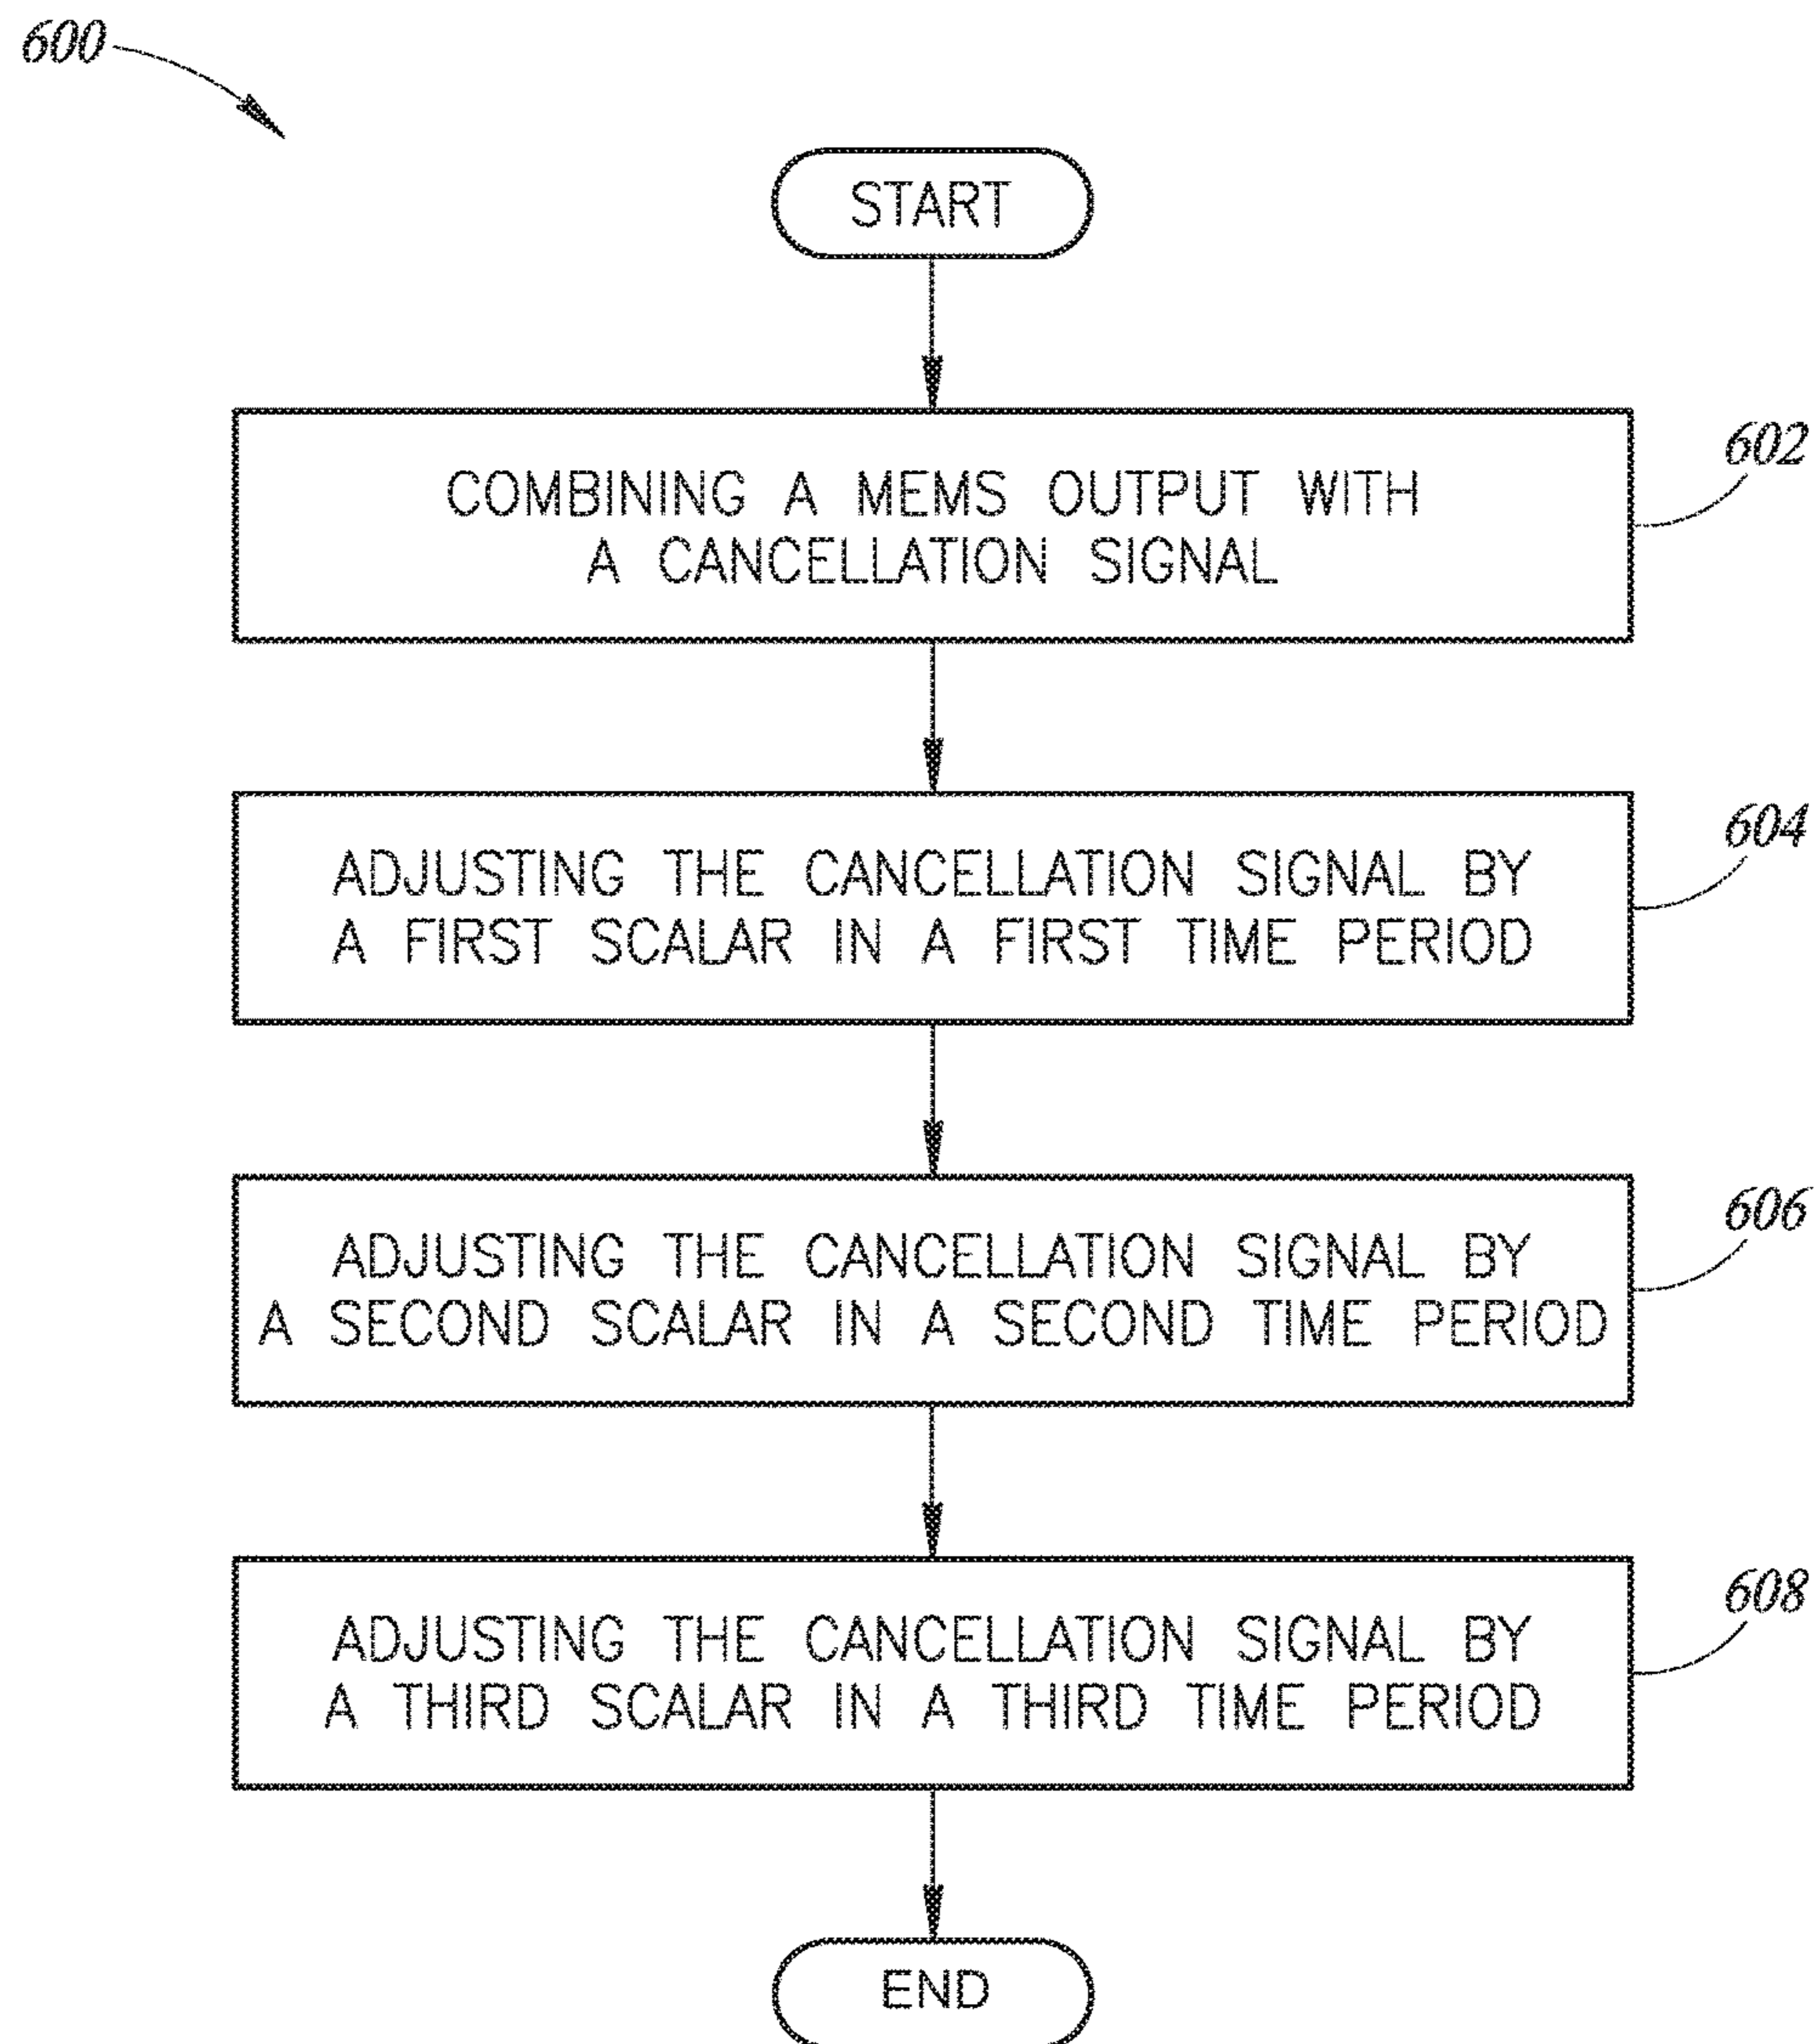 600
START
COMBINING A MEMS OUTPUT WITH
A CANCELLATION SIGNAL
602
ADJUSTING THE CANCELLATION SIGNAL BY
A FIRST SCALAR IN A FIRST TIME PERIOD
604
ADJUSTING THE CANCELLATION SIGNAL BY
A SECOND SCALAR IN A SECOND TIME PERIOD
606
ADJUSTING THE CANCELLATION SIGNAL BY
A THIRD SCALAR IN A THIRD TIME PERIOD
608
END